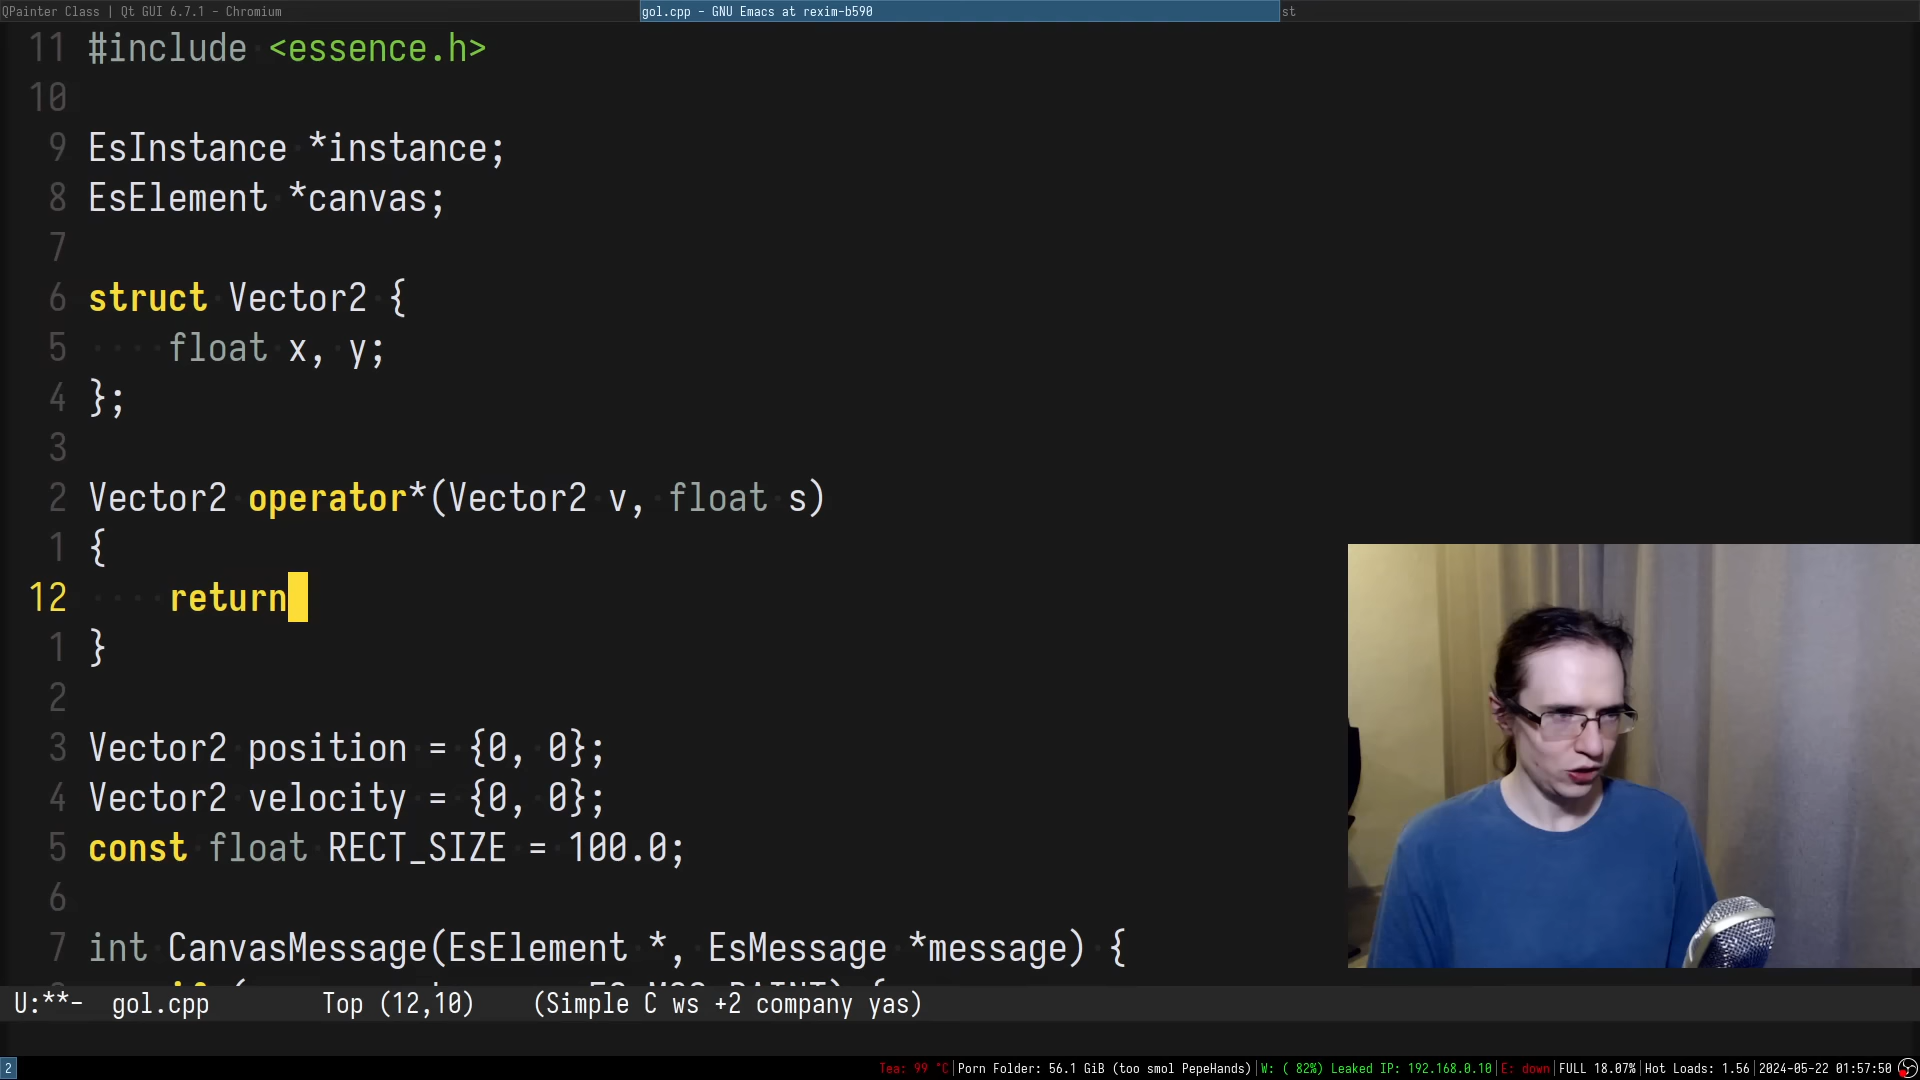 QPainter Class | Qt GUI 6.7.1 - Chromium
gol.cpp - GNU Emacs at rexim-b590
st
11 #include <essence.h>
10
9 EsInstance *instance;
8 EsElement *canvas;
7
6 struct Vector2 {
5 float x, y;
4 };
3
2 Vector2 operator*(Vector2 v, float s)
1 {
12 return
1 }
2
3 Vector2 position = {0, 0};
4 Vector2 velocity = {0, 0};
5 const float RECT_SIZE = 100.0;
6
7 int CanvasMessage(EsElement *, EsMessage *message) {
U:**- gol.cpp Top (12,10) (Simple C ws +2 company yas)
2
Tea: 99 °C|Porn Folder: 56.1 GiB (too smol PepeHands)|W: ( 82%) Leaked IP: 192.168.0.10|E: down|FULL 18.07%|Hot Loads: 1.56|2024-05-22 01:57:50